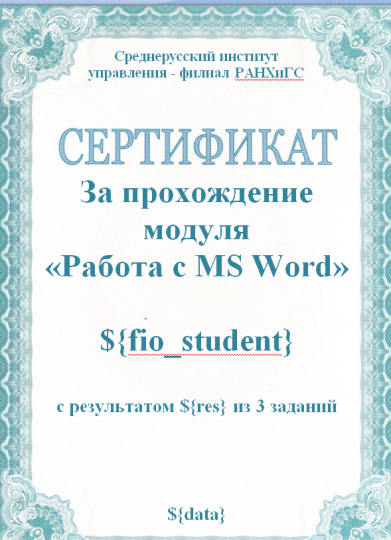 Среднерусский институт
управления - филиал РАНХиГС
СЕРТИФИКАТ
За прохождение
модуля
«Работа с MS Word»
${fio_student}
с результатом ${res} из 3 заданий
${data}